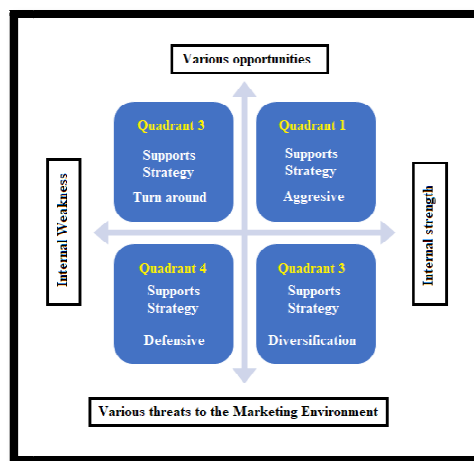 Various opportunities
Quadrant 3
Supports
Strategy
Turn around
Quadrant 1
Supports
Strategy
Aggresive
Internal Weakness
Internal strength
Quadrant 4
Supports
Strategy
Defensive
Quadrant 3
Supports
Strategy
Diversification
Various threats to the Marketing Environment